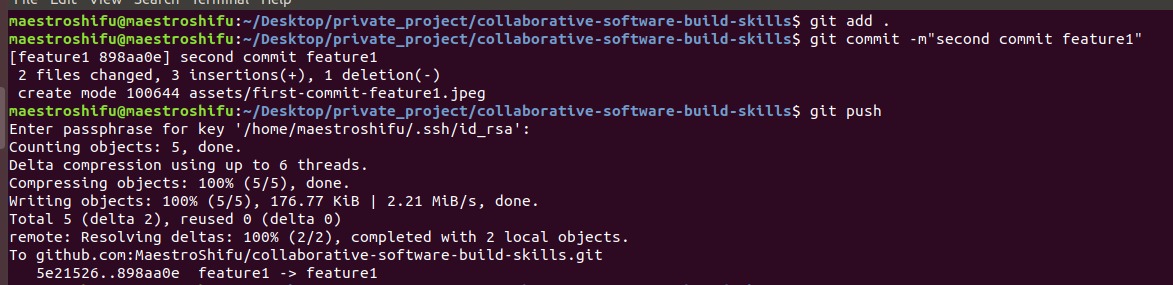 File Edit View Search Terminal Help
maestroshifu@maestroshifu:~/Desktop/private_project/collaborative-software-build-skills$ git add .
maestroshifu@maestroshifu:~/Desktop/private_project/collaborative-software-build-skills$ git commit -m"second commit feature1"
[feature1 898aa0e] second commit feature1
 2 files changed, 3 insertions(+), 1 deletion(-)
 create mode 100644 assets/first-commit-feature1.jpeg
maestroshifu@maestroshifu:~/Desktop/private_project/collaborative-software-build-skills$ git push
Enter passphrase for key '/home/maestroshifu/.ssh/id_rsa':
Counting objects: 5, done.
Delta compression using up to 6 threads.
Compressing objects: 100% (5/5), done.
Writing objects: 100% (5/5), 176.77 KiB | 2.21 MiB/s, done.
Total 5 (delta 2), reused 0 (delta 0)
remote: Resolving deltas: 100% (2/2), completed with 2 local objects.
To github.com:MaestroShifu/collaborative-software-build-skills.git
   5e21526..898aa0e  feature1 -> feature1